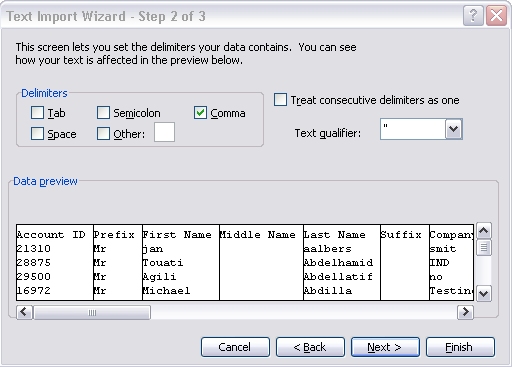 Text Import Wizard - Step 2 of 3
This screen lets you set the delimiters your data contains. You can see
how your text is affected in the preview below.
Delimiters
Tab Semicolon Comma
Space Other:
Treat consecutive delimiters as one
Text qualifier: "
Data preview
Account ID Prefix First Name Middle Name Last Name Suffix Company
21310 Mr jan aalbers smit
28875 Mr Touati Abdelhamid IND
29500 Mr Agili Abdellatif no
16972 Mr Michael Abdilla Testing
Cancel < Back Next > Finish